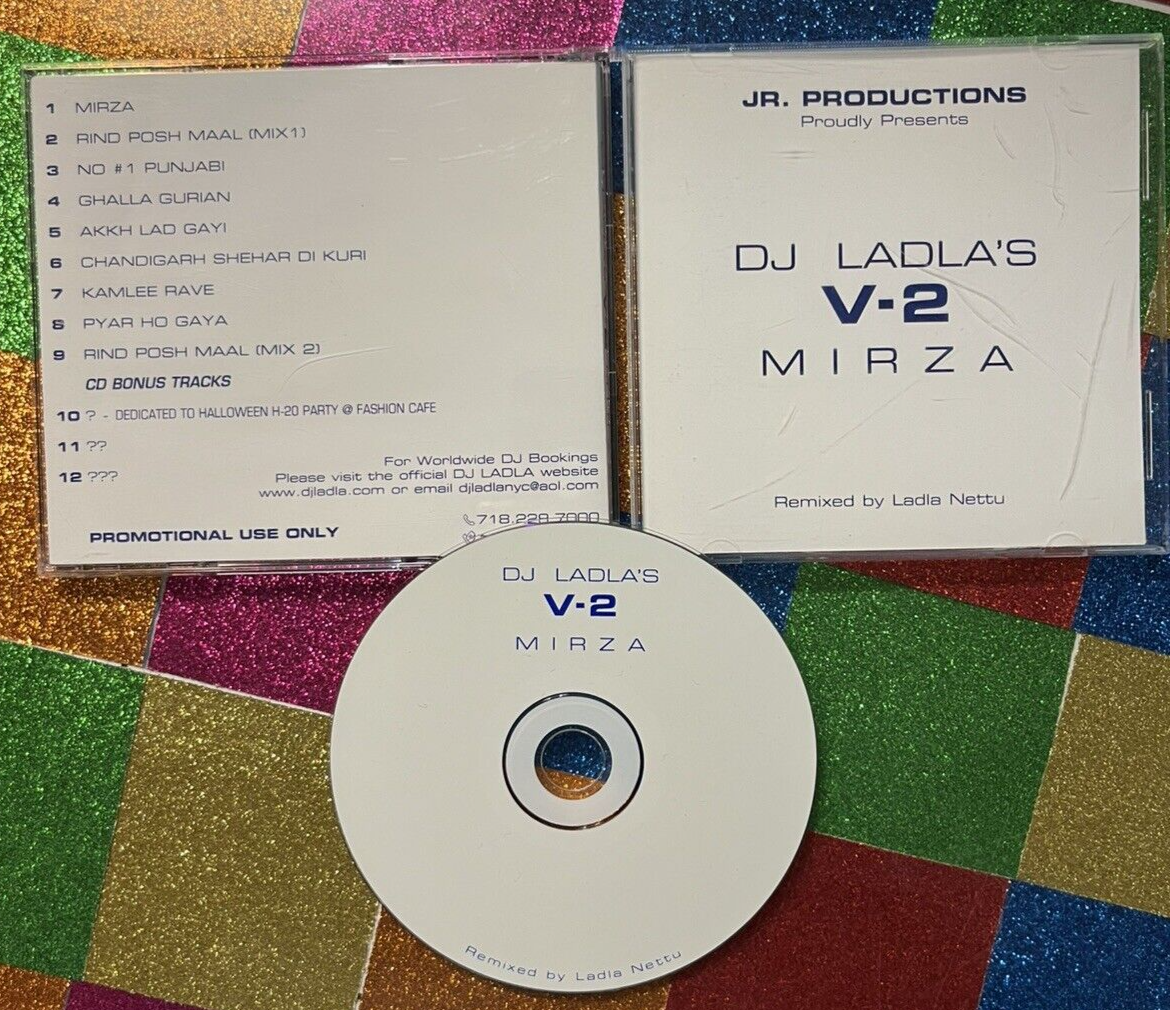 1 MIRZA
2 RIND POSH MAAL (MIX1)
3 NO #1 PUNJABI
4 GHALLA GURIAN
5 AKKH LAD GAYI
6 CHANDIGARH SHEHAR DI KURI
7 KAMLEE RAVE
8 PYAR HO GAYA
9 RIND POSH MAAL (MIX 2)
CD BONUS TRACKS
10 ? - DEDICATED TO HALLOWEEN H-20 PARTY @ FASHION CAFE
11 ??
12 ???
For Worldwide DJ Bookings
Please visit the official DJ LADLA website
www.djladla.com or email djladlanyc@aol.com
718.228.7000
PROMOTIONAL USE ONLY
JR. PRODUCTIONS
Proudly Presents
DJ LADLA'S
V-2
MIRZA
Remixed by Ladla Nettu
DJ LADLA'S
V-2
MIRZA
Remixed by Ladla Nettu